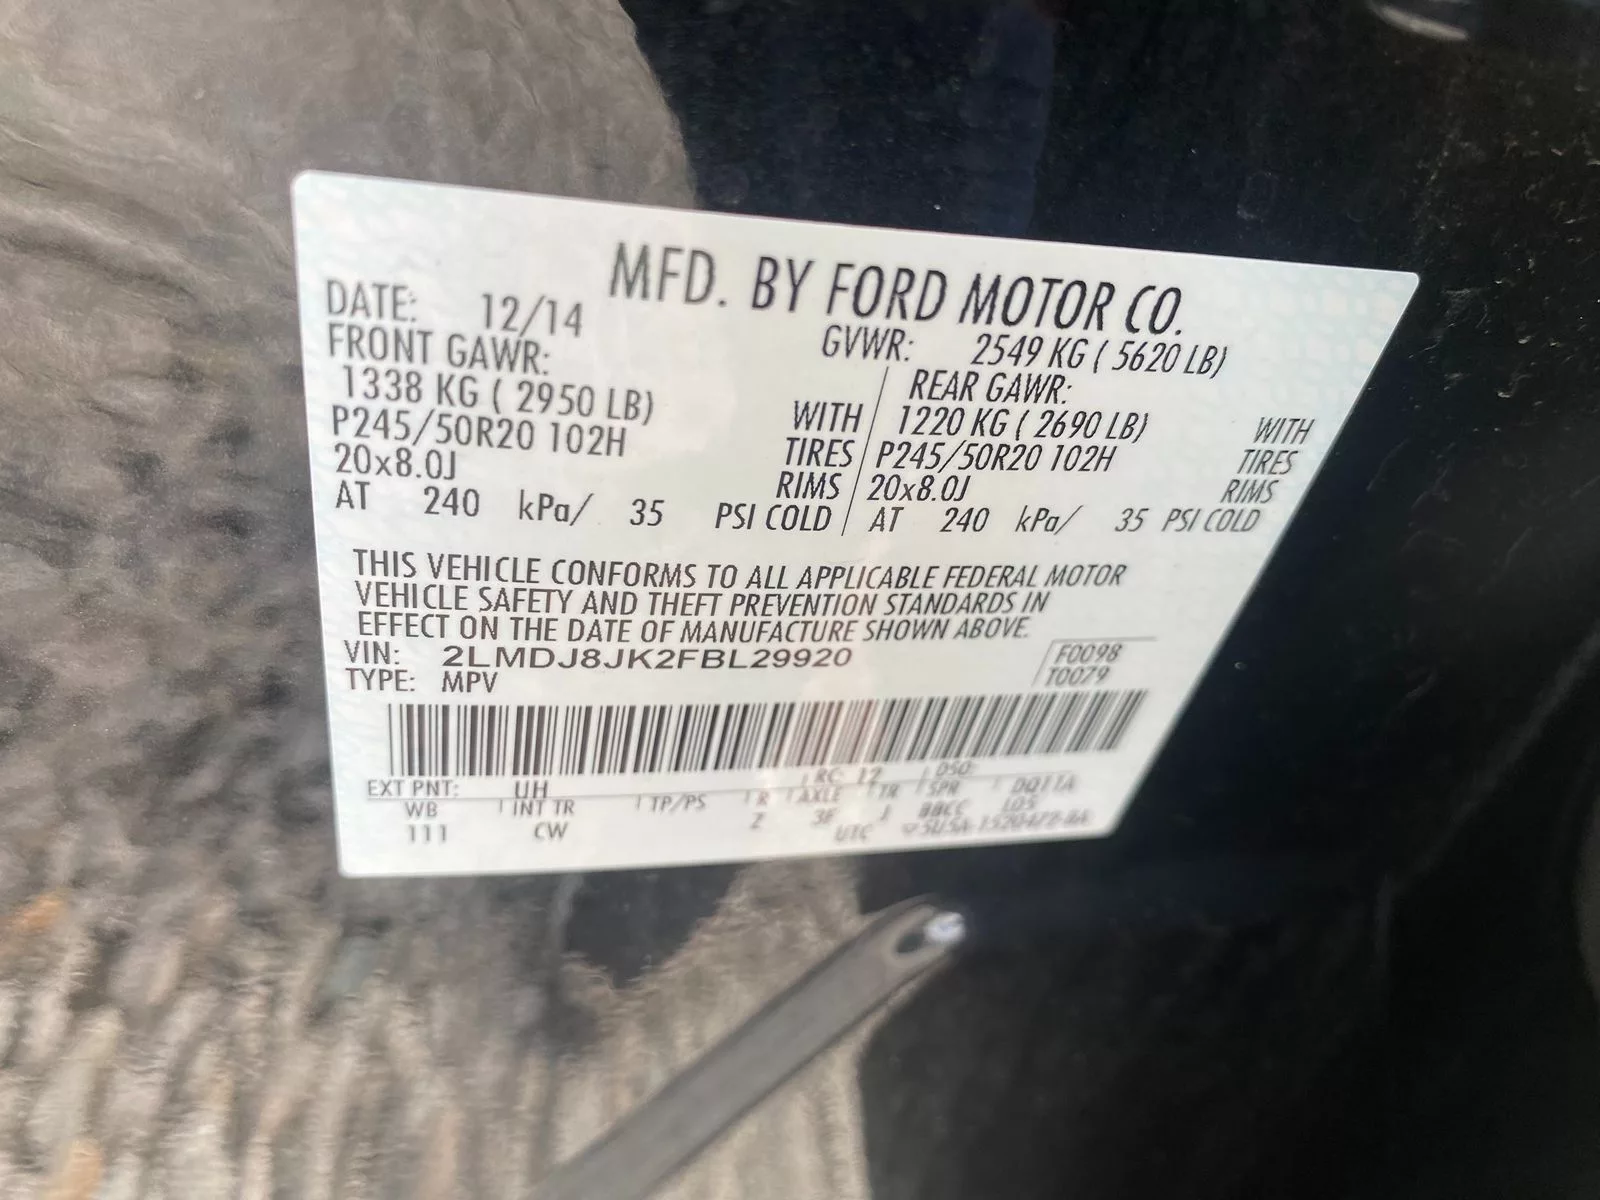 MFD. BY FORD MOTOR CO.
DATE: 12/14 GVWR: 2549 KG ( 5620 LB)
FRONT GAWR: REAR GAWR:
1338 KG ( 2950 LB) WITH 1220 KG ( 2690 LB) WITH
P245/50R20 102H TIRES P245/50R20 102H TIRES
20x8.0J RIMS 20x8.0J RIMS
AT 240 kPa/ 35 PSI COLD AT 240 kPa/ 35 PSI COLD
THIS VEHICLE CONFORMS TO ALL APPLICABLE FEDERAL MOTOR
VEHICLE SAFETY AND THEFT PREVENTION STANDARDS IN
EFFECT ON THE DATE OF MANUFACTURE SHOWN ABOVE.
VIN: 2LMDJ8JK2FBL29920 F0098
TYPE: MPV T0079
EXT PNT: UH RC: 12 DSO:
WB INT TR TP/PS R AXLE TR SPR
111 CW Z 3F J
UTC